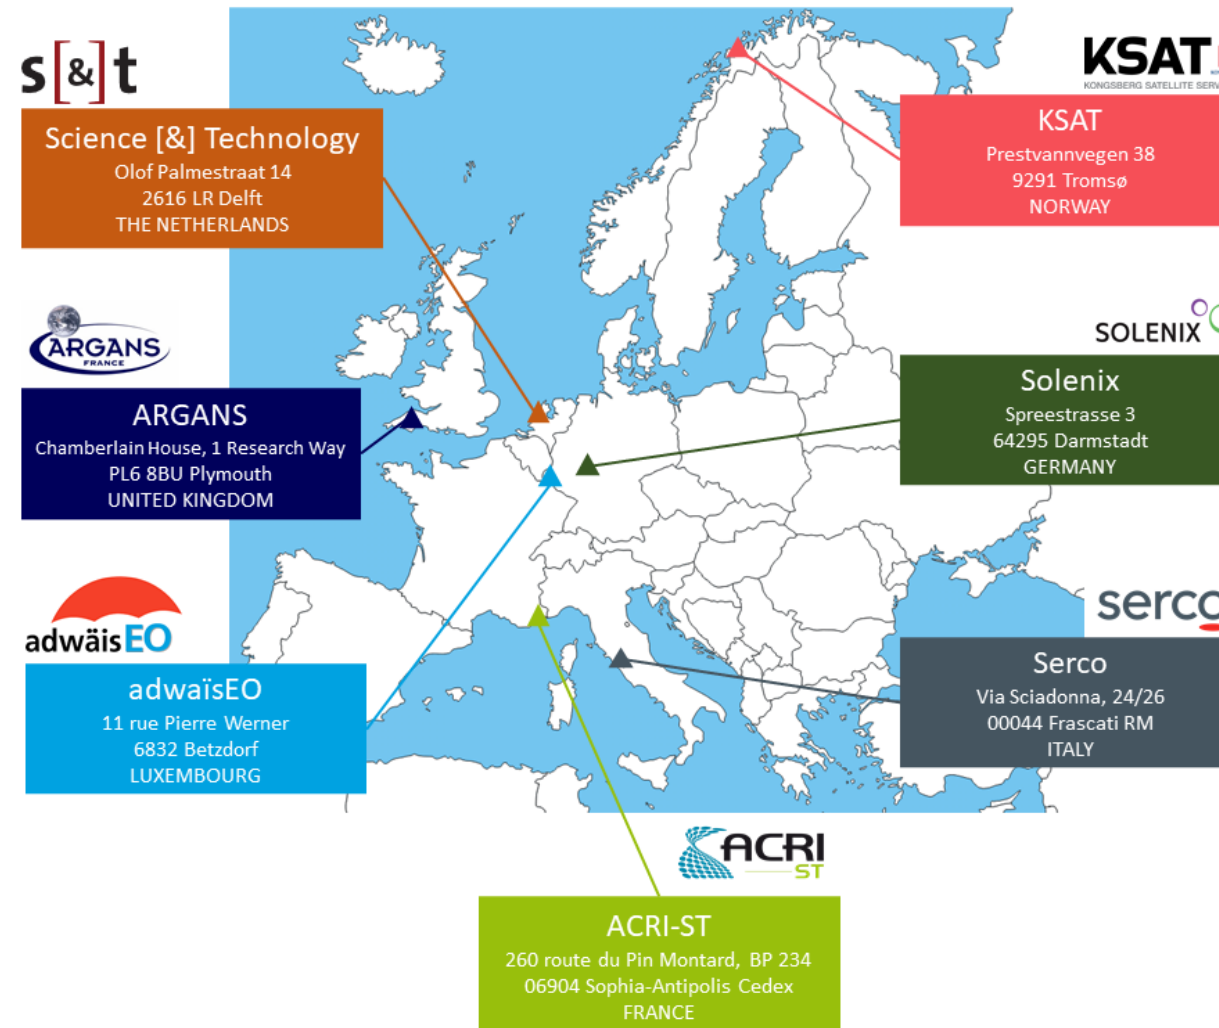 s[&]t
Science [&] Technology
Olof Palmestraat 14
2616 LR Delft
THE NETHERLANDS
KSAT
KONGSBERG SATELLITE
KSAT
Prestvannvegen 38
9291 Tromsø
NORWAY
ARGANS
FRANCE
ARGANS
Chamberlain House, 1 Research Way
PL6 8BU Plymouth
UNITED KINGDOM
SOLENIX
Solenix
Spreestrasse 3
64295 Darmstadt
GERMANY
adwäisEO
adwaïsEO
11 rue Pierre Werner
6832 Betzdorf
LUXEMBOURG
serco
Serco
Via Sciadonna, 24/26
00044 Frascati RM
ITALY
ACRI
ST
ACRI-ST
260 route du Pin Montard, BP 234
06904 Sophia-Antipolis Cedex
FRANCE